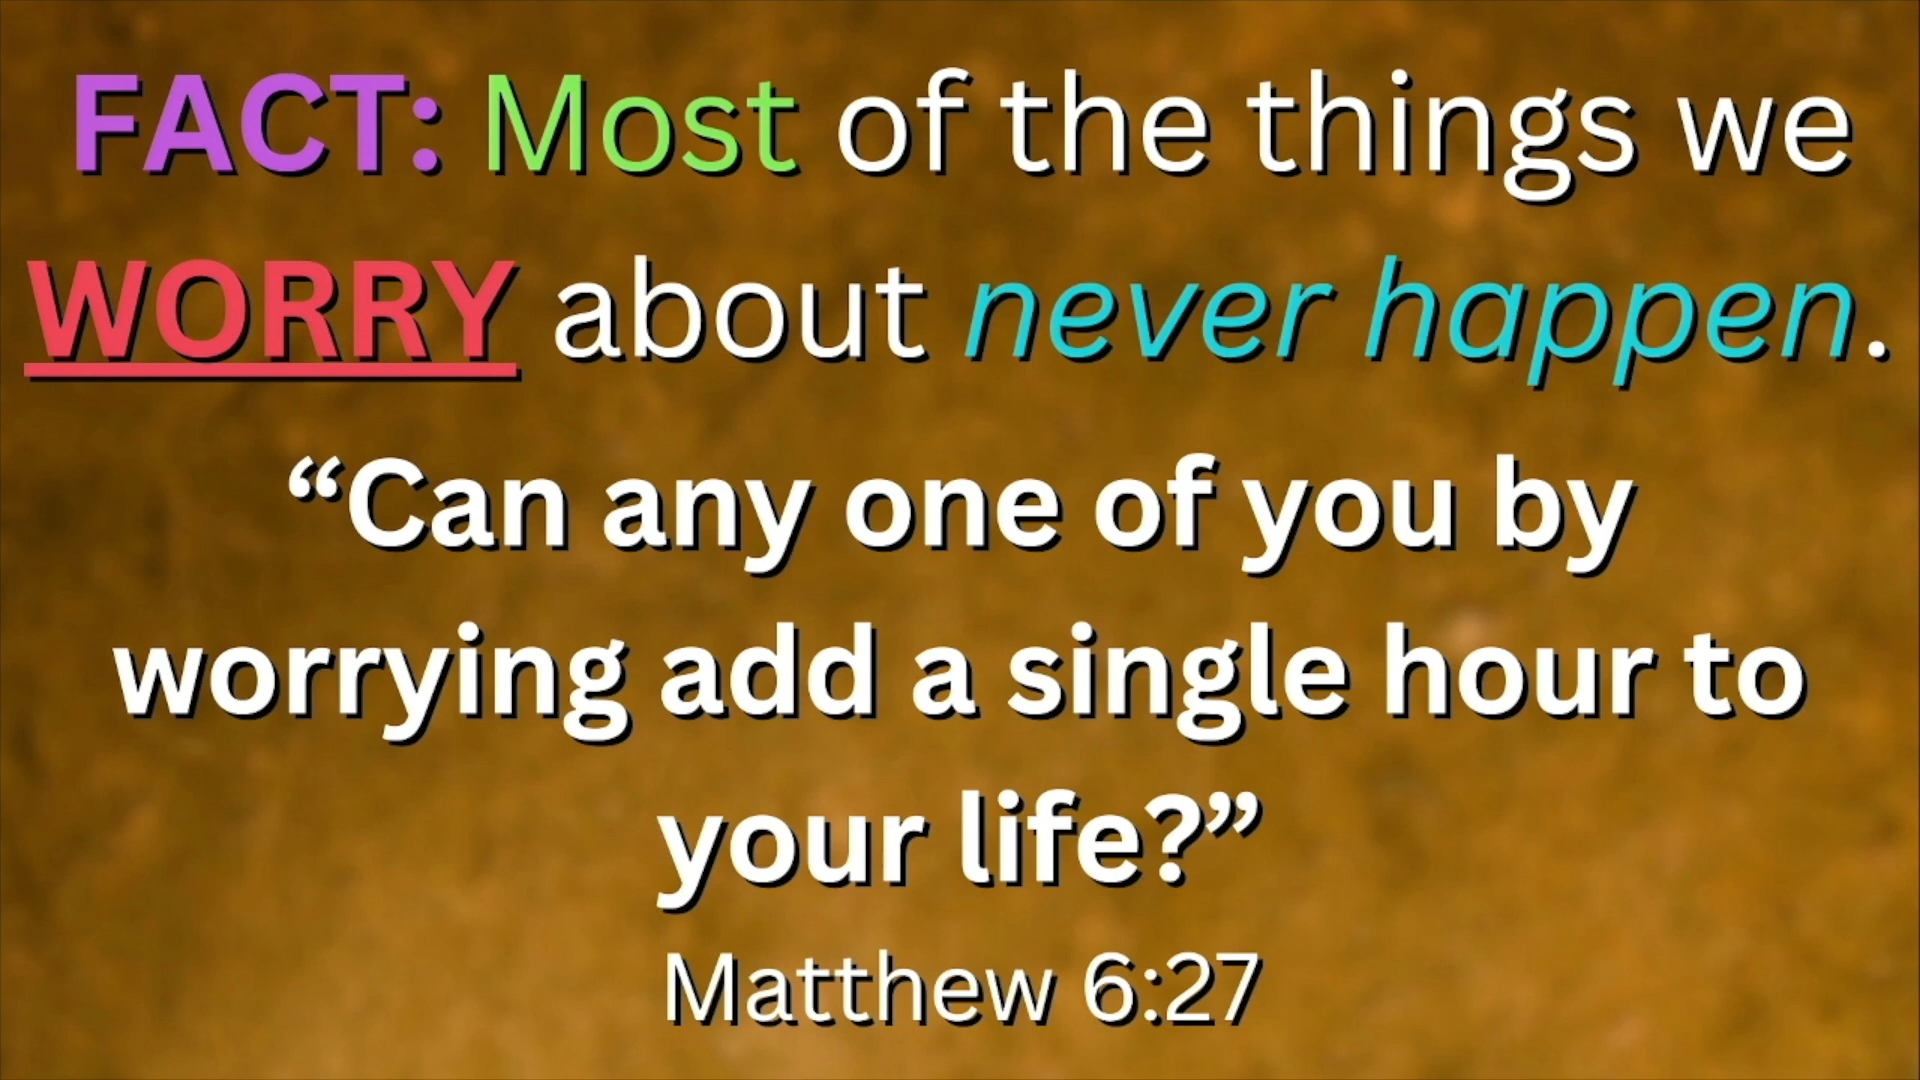 FACT: Most of the things we
WORRY about never happen.
“Can any one of you by
worrying add a single hour to
your life?”
Matthew 6:27